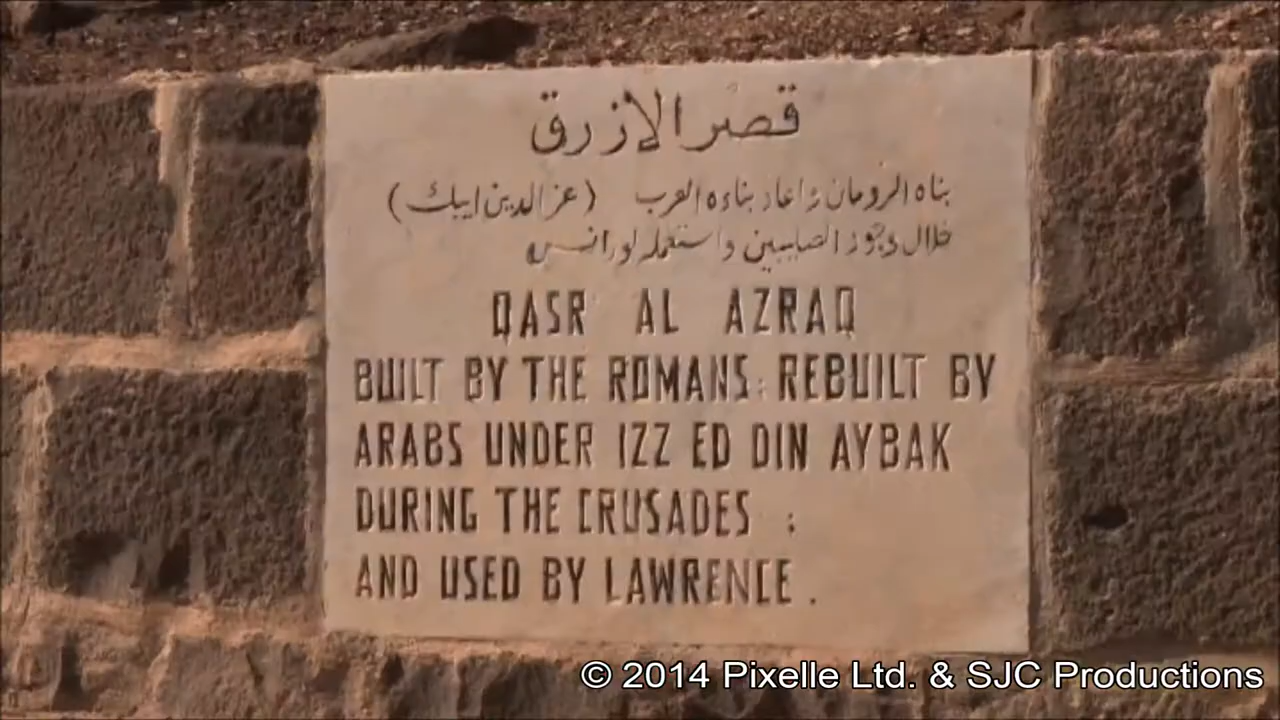 قصر الازرق
بناه الرومان واعاد بناءه العرب (عز الدين ايبك)
خلال وجود الصليبيين واستعمله لورانس
QASR AL AZRAQ
BUILT BY THE ROMANS: REBUILT BY
ARABS UNDER IZZ ED DIN AYBAK
DURING THE CRUSADES :
AND USED BY LAWRENCE .
© 2014 Pixelle Ltd. & SJC Productions